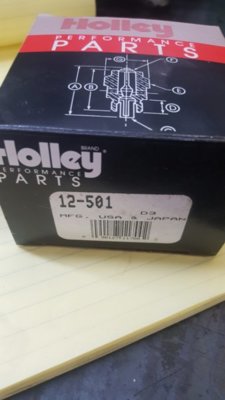 Holley
PERFORMANCE
PARTS
A
B
C
D
E
F
Holley
BRAND
PERFORMANCE
PARTS
12-501
D3
MFG. USA & JAPAN